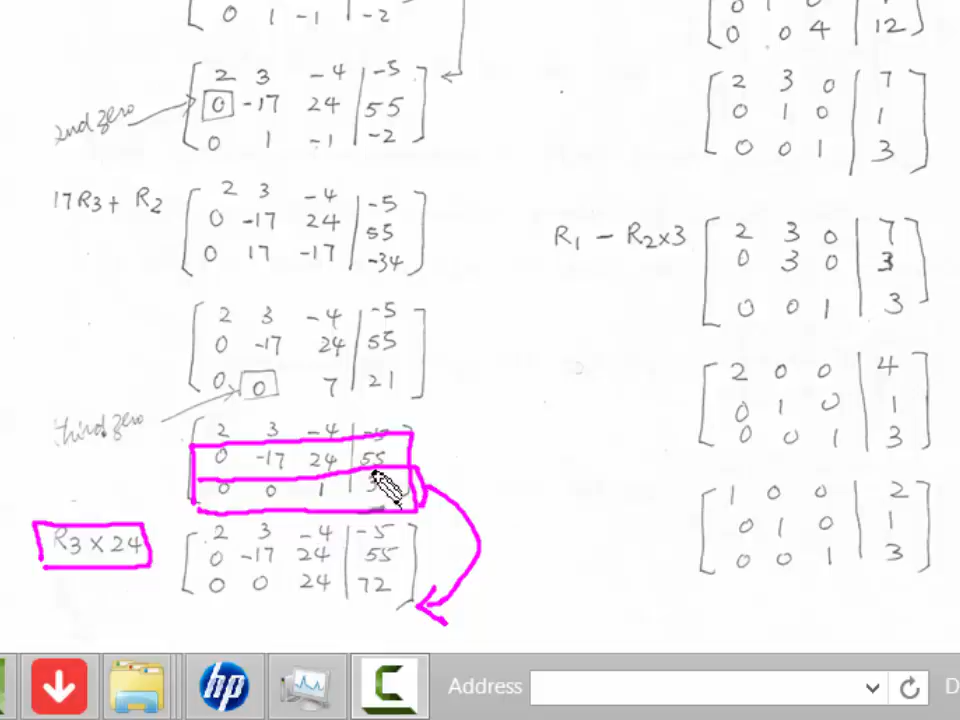 0 1 -1 | -2
2 3 -4 | -5
2nd zero 0 -17 24 | 55
0 1 -1 | -2
17R3 + R2 2 3 -4 | -5
0 -17 24 | 55
0 17 -17 | -34
2 3 -4 | -5
0 -17 24 | 55
0 0 7 | 21
third zero
2 3 -4 | -5
0 -17 24 | 55
0 0 1 | 3
R3 × 24 2 3 -4 | -5
0 -17 24 | 55
0 0 24 | 72
0 0 4 | 12
2 3 0 | 7
0 1 0 | 1
0 0 1 | 3
R1 - R2×3 2 3 0 | 7
0 3 0 | 3
0 0 1 | 3
2 0 0 | 4
0 1 0 | 1
0 0 1 | 3
1 0 0 | 2
0 1 0 | 1
0 0 1 | 3
hp
C
Address
D